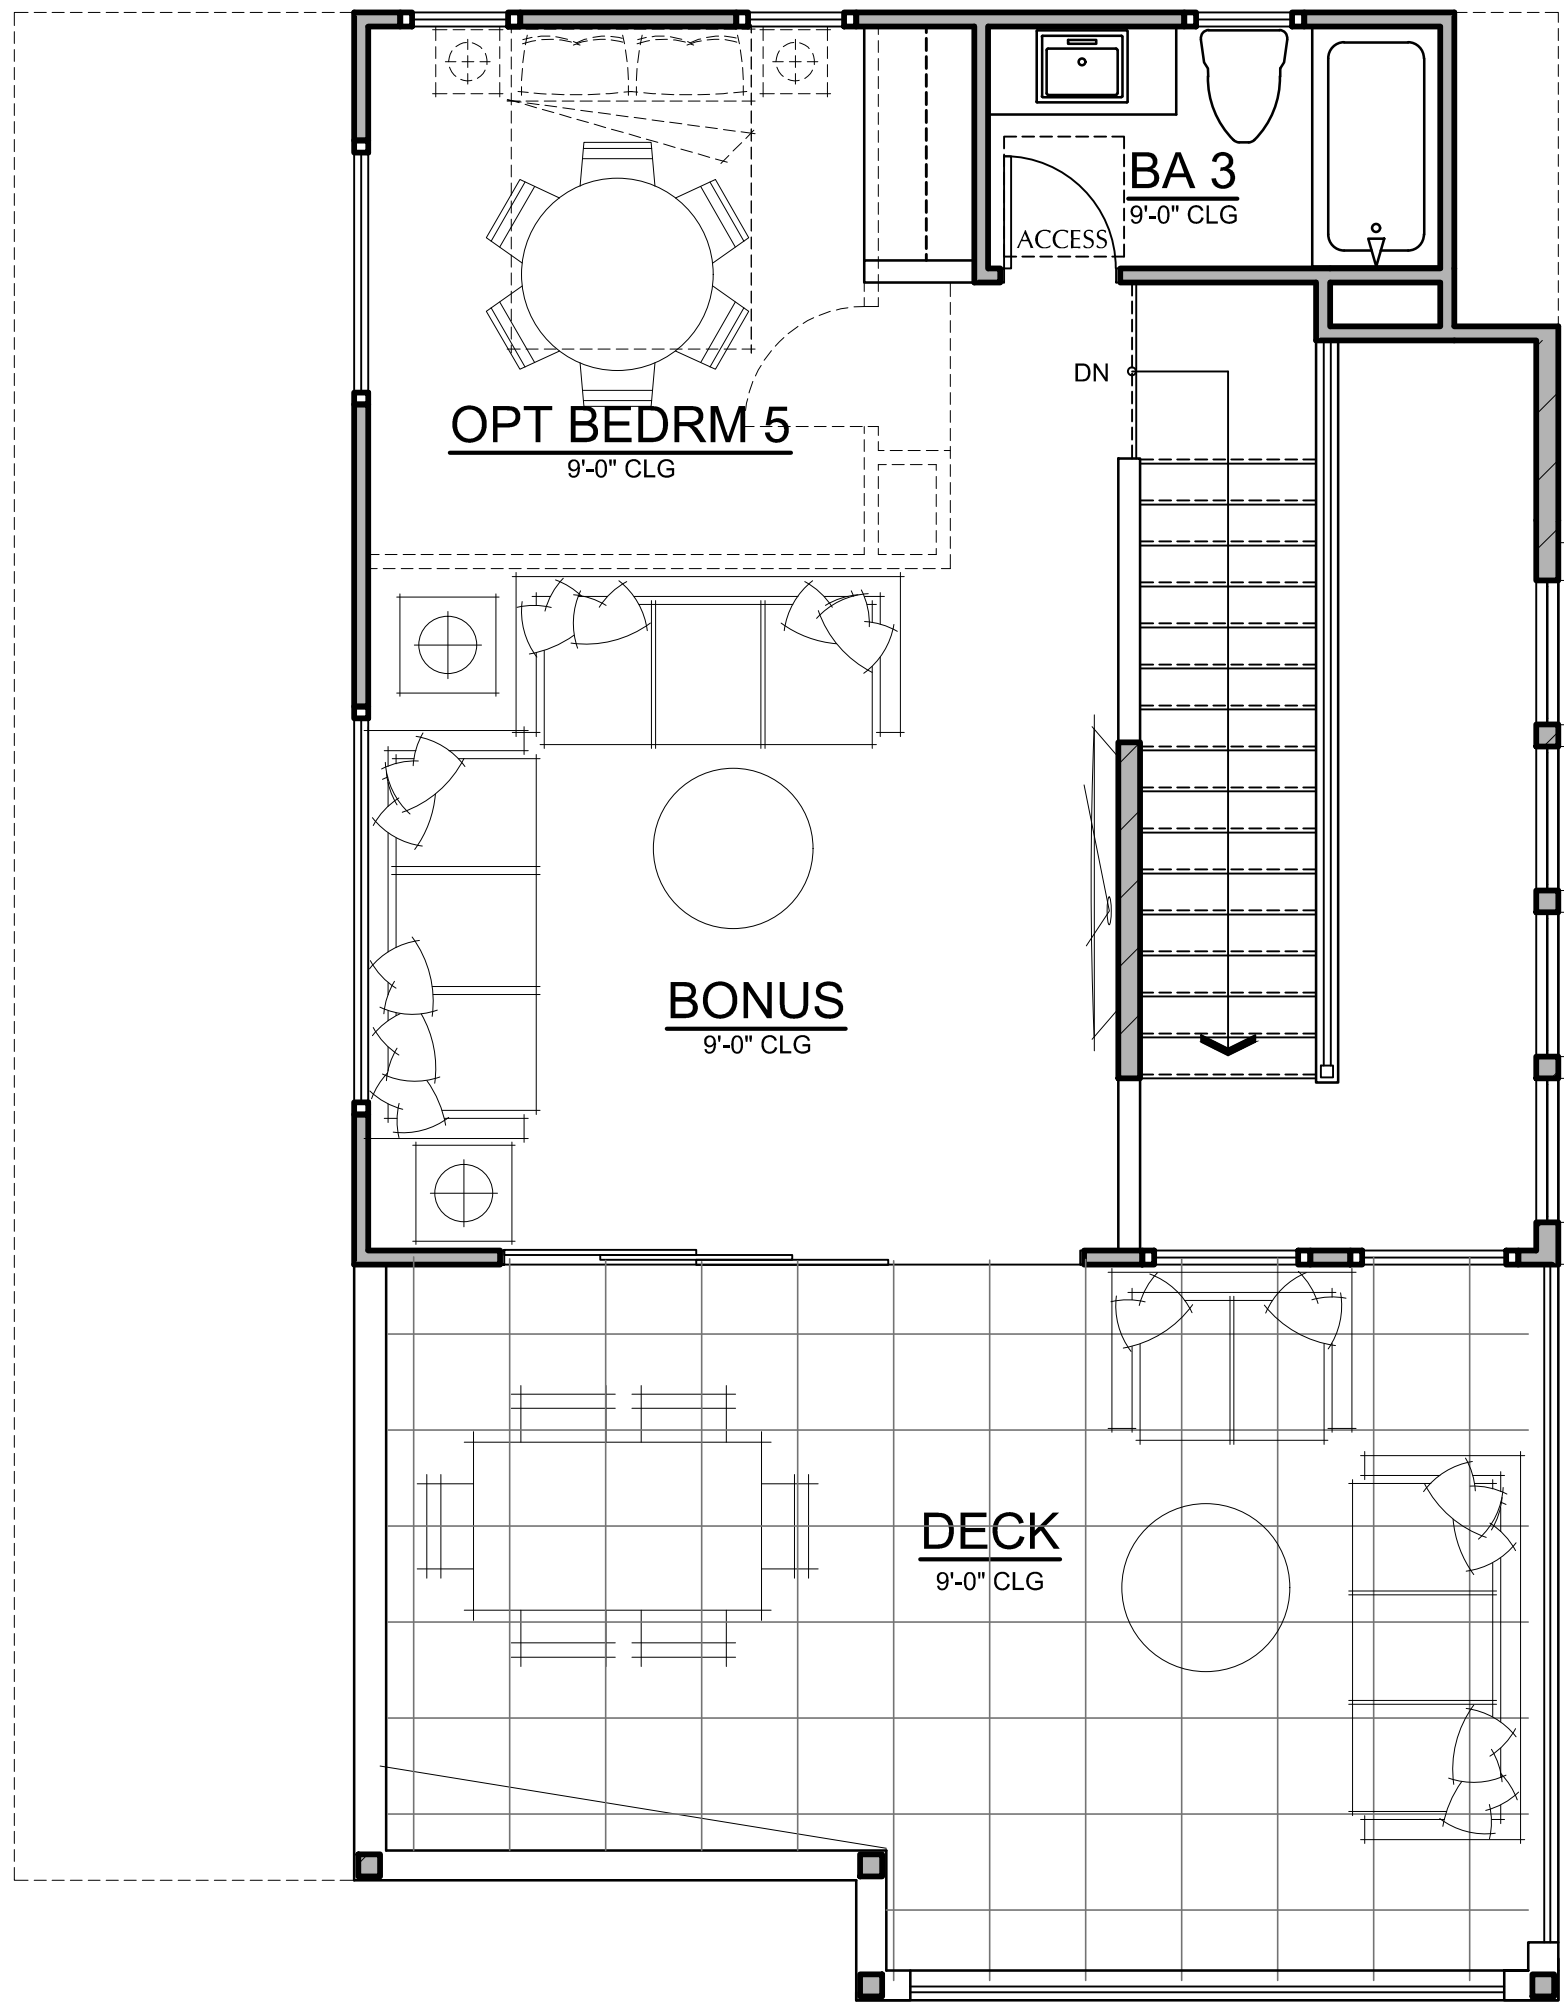 BA 3
9'-0" CLG
ACCESS
DN
OPT BEDRM 5
9'-0" CLG
BONUS
9'-0" CLG
DECK
9'-0" CLG